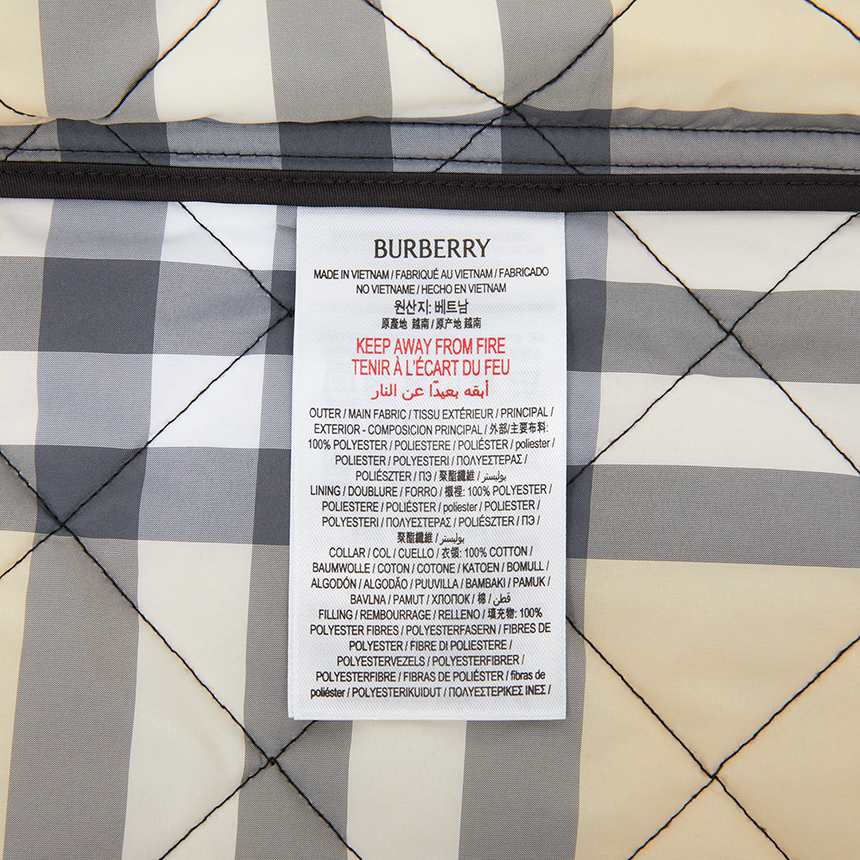 BURBERRY
MADE IN VIETNAM / FABRIQUÉ AU VIETNAM / FABRICADO
NO VIETNAME / HECHO EN VIETNAM
원산지: 베트남
原產地 越南 / 原产地 越南
KEEP AWAY FROM FIRE
TENIR À L'ÉCART DU FEU
أبقه بعيدًا عن النار
OUTER / MAIN FABRIC / TISSU EXTÉRIEUR / PRINCIPAL /
EXTERIOR - COMPOSICION PRINCIPAL / 外部/主要布料:
100% POLYESTER / POLIESTERE / POLIÉSTER / poliester /
POLIESTER / POLYESTERI / ΠΟΛΥΕΣΤΕΡΑΣ /
POLIÉSZTER / ПЭ / 聚酯纖維 / بوليستر/
LINING / DOUBLURE / FORRO / 襯裡: 100% POLYESTER /
POLIESTERE / POLIÉSTER / poliester / POLIESTER /
POLYESTERI / ΠΟΛΥΕΣΤΕΡΑΣ / POLIÉSZTER / ПЭ /
聚酯纖維 / بوليستر/
COLLAR / COL / CUELLO / 衣領: 100% COTTON /
BAUMWOLLE / COTON / COTONE / KATOEN / BOMULL /
ALGODÓN / ALGODÃO / PUUVILLA / BAMBAKI / PAMUK /
BAVLNA / PAMUT / ХЛОПОК / 棉 / قطن /
FILLING / REMBOURRAGE / RELLENO / 填充物: 100%
POLYESTER FIBRES / POLYESTERFASERN / FIBRES DE
POLYESTER / FIBRE DI POLIESTERE /
POLYESTERVEZELS / POLYESTERFIBRER /
POLYESTERFIBRE / FIBRAS DE POLIÉSTER / fibras de
poliéster / POLYESTERIKUIDUT / ΠΟΛΥΕΣΤΕΡΙΚΕΣ ΙΝΕΣ /